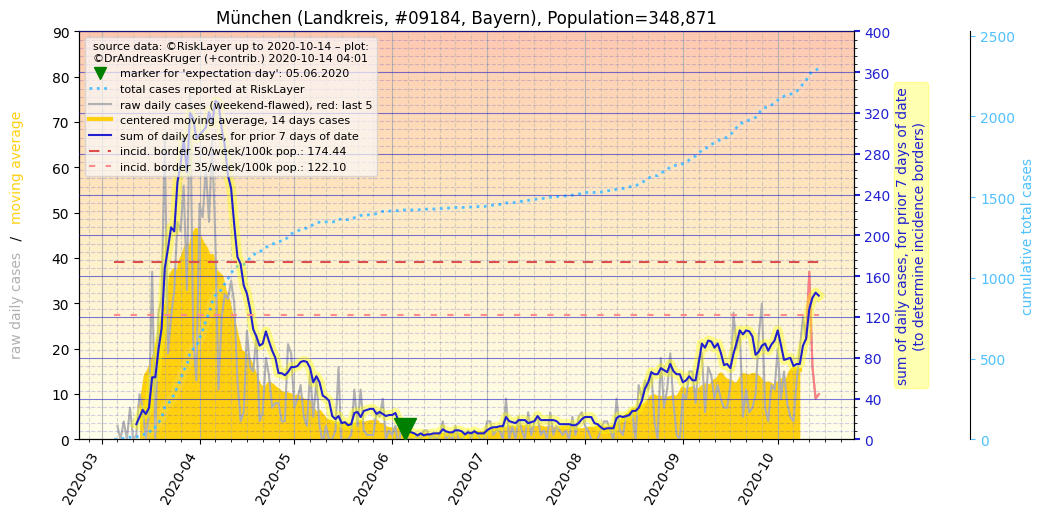 München (Landkreis, #09184, Bayern), Population=348,871
source data: ©RiskLayer up to 2020-10-14 – plot:
©DrAndreasKruger (+contrib.) 2020-10-14 04:01
marker for 'expectation day': 05.06.2020
total cases reported at RiskLayer
raw daily cases (weekend-flawed), red: last 5
centered moving average, 14 days cases
sum of daily cases, for prior 7 days of date
incid. border 50/week/100k pop.: 174.44
incid. border 35/week/100k pop.: 122.10
raw daily cases / moving average
90
80
70
60
50
40
30
20
10
0
2020-03
2020-04
2020-05
2020-06
2020-07
2020-08
2020-09
2020-10
400
360
320
280
240
200
160
120
80
40
0
sum of daily cases, for prior 7 days of date
(to determine incidence borders)
2500
2000
1500
1000
500
0
cumulative total cases